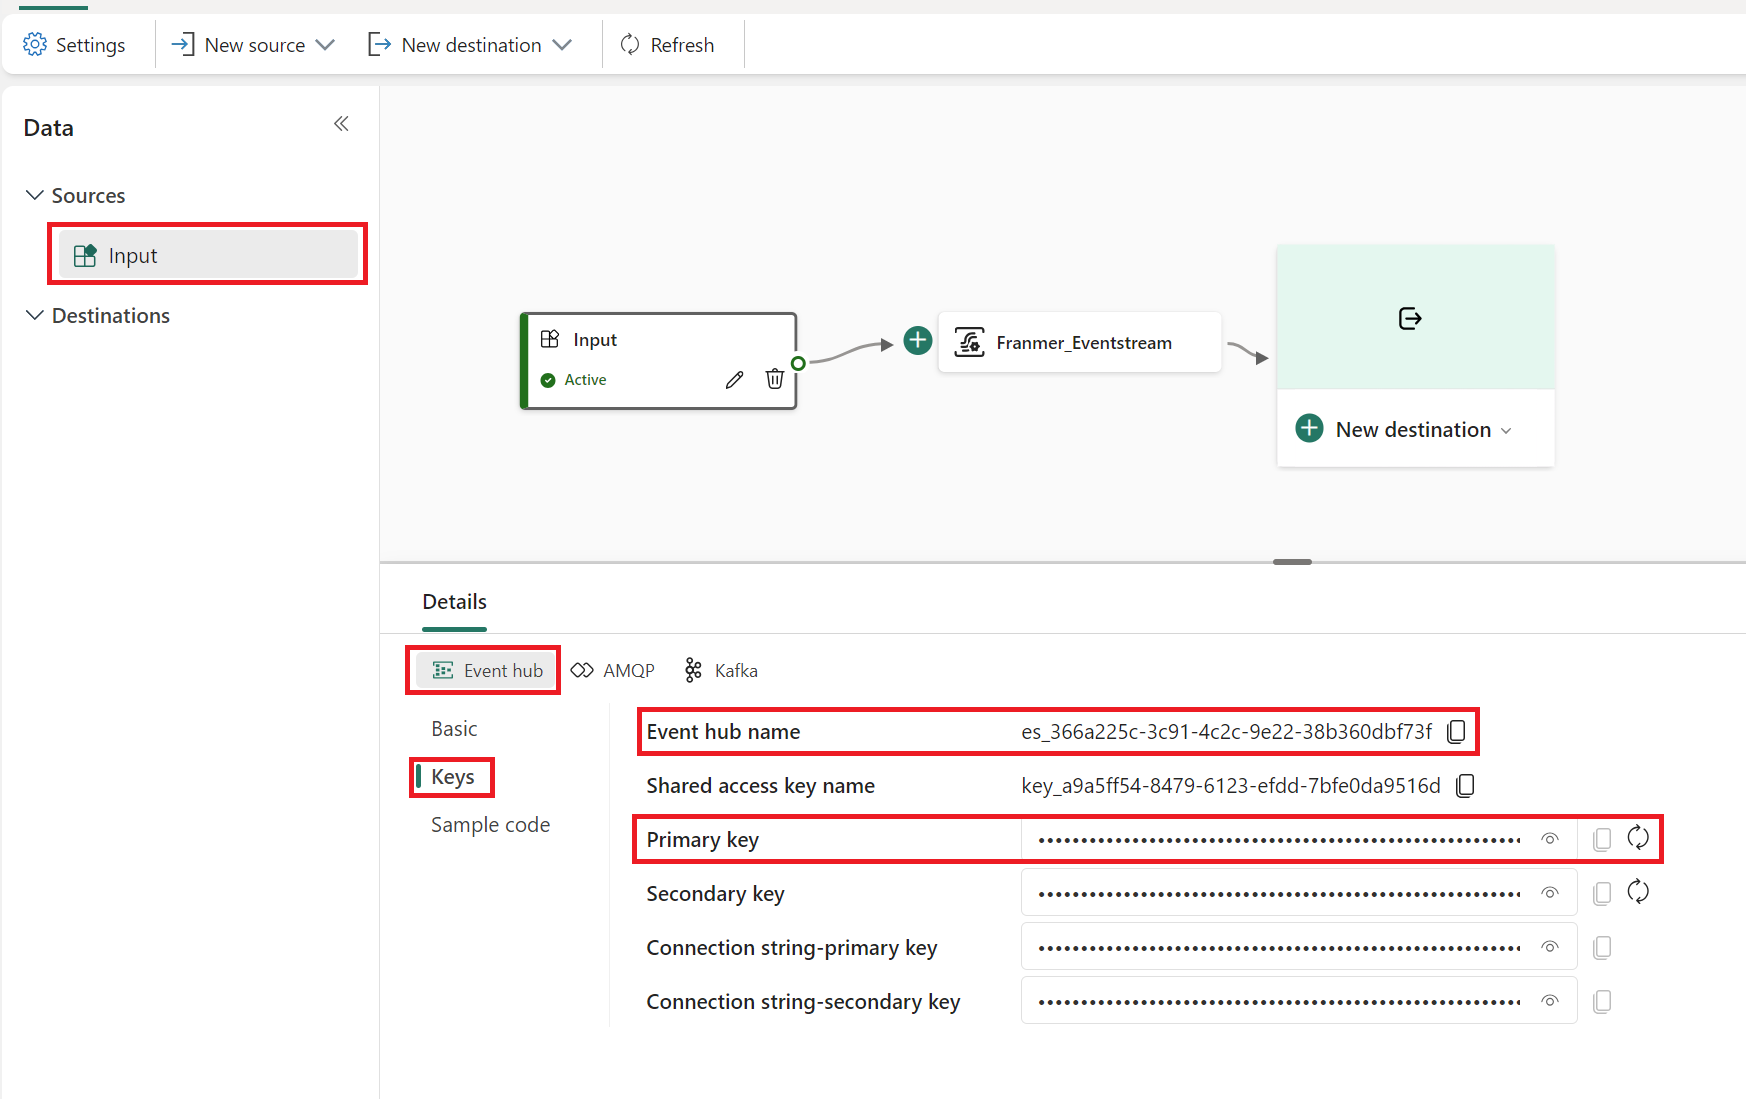 Settings
New source
New destination
Refresh
Data
Sources
Input
Destinations
Input
Active
Franmer_Eventstream
New destination
Details
Event hub
AMQP
Kafka
Basic
Keys
Sample code
Event hub name es_366a225c-3c91-4c2c-9e22-38b360dbf73f
Shared access key name key_a9a5ff54-8479-6123-efdd-7bfe0da9516d
Primary key
Secondary key
Connection string-primary key
Connection string-secondary key